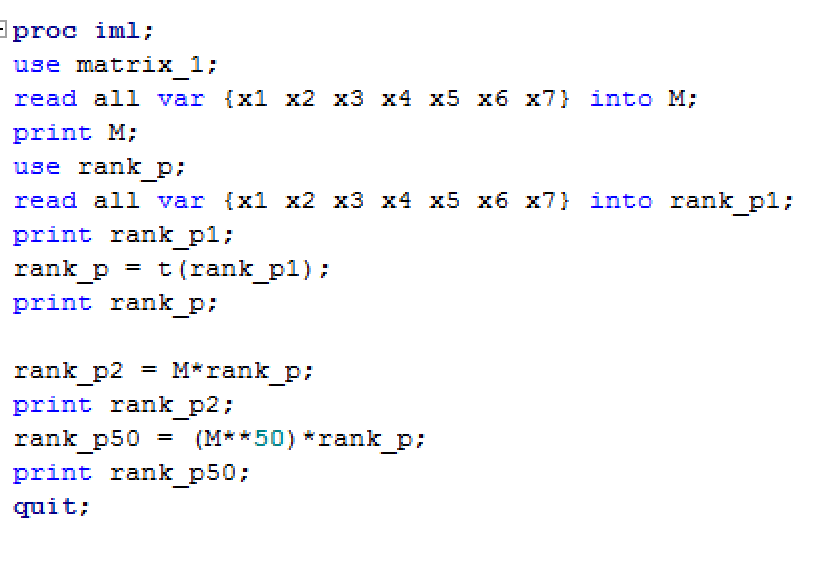 proc iml;
use matrix_1;
read all var {x1 x2 x3 x4 x5 x6 x7} into M;
print M;
use rank_p;
read all var {x1 x2 x3 x4 x5 x6 x7} into rank_p1;
print rank_p1;
rank_p = t(rank_p1);
print rank_p;
rank_p2 = M*rank_p;
print rank_p2;
rank_p50 = (M**50)*rank_p;
print rank_p50;
quit;